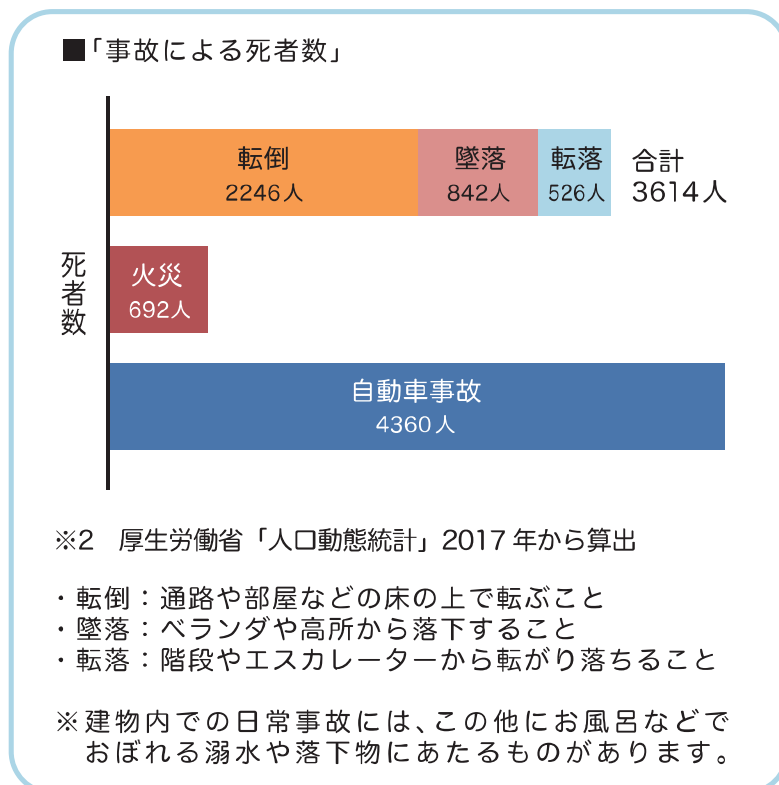 ■「事故による死者数」
転倒
2246人
墜落
842人
転落
526人
合計
3614人
死者数
火災
692人
自動車事故
4360人
※2　厚生労働省「人口動態統計」2017年から算出
・転倒：通路や部屋などの床の上で転ぶこと
・墜落：ベランダや高所から落下すること
・転落：階段やエスカレーターから転がり落ちること
※建物内での日常事故には、この他にお風呂などで
おぼれる溺水や落下物にあたるものがあります。